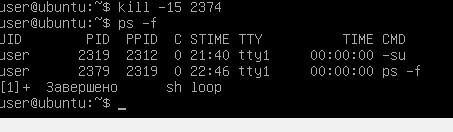 user@ubuntu:~$ kill -15 2374
user@ubuntu:~$ ps -f
UID PID PPID C STIME TTY TIME CMD
user 2319 2312 0 21:40 tty1 00:00:00 -su
user 2379 2319 0 22:46 tty1 00:00:00 ps -f
[1]+ Завершено sh loop
user@ubuntu:~$ _